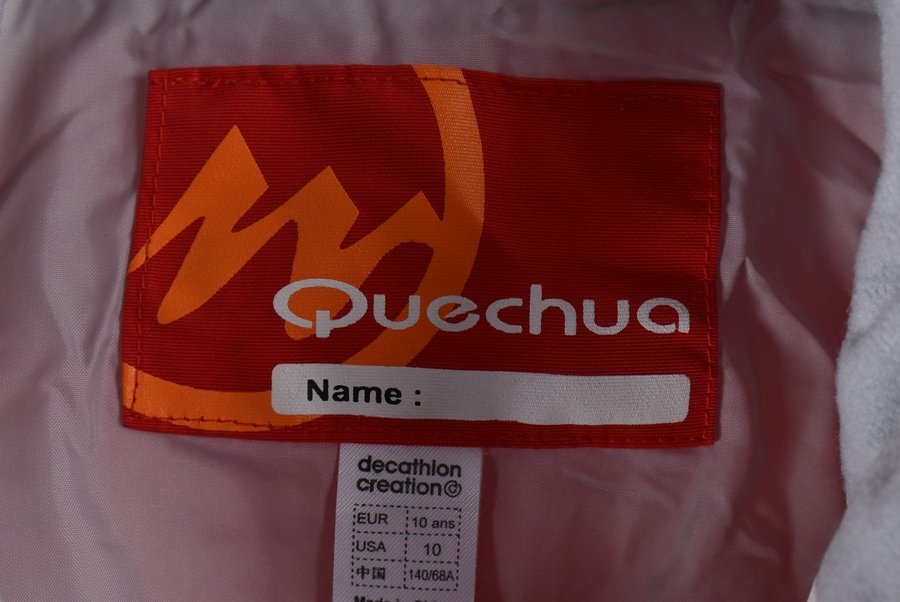 Quechua
Name :
decathlon
creation
EUR 10 ans
USA 10
中国 140/68A